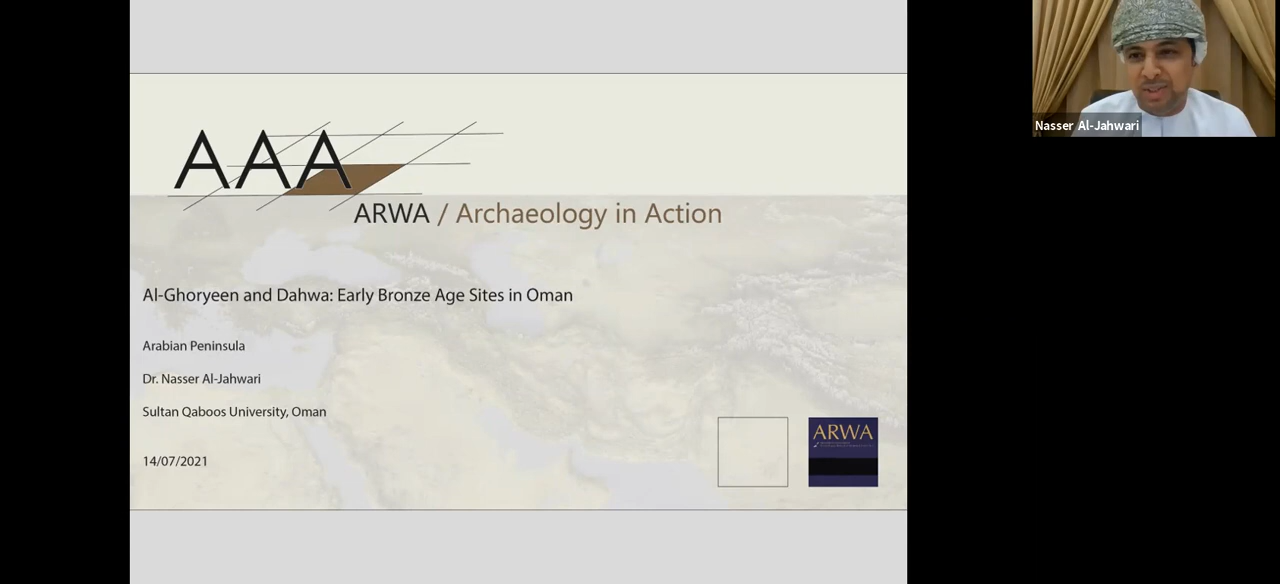 AAA
ARWA / Archaeology in Action
Al-Ghoryeen and Dahwa: Early Bronze Age Sites in Oman
Arabian Peninsula
Dr. Nasser Al-Jahwari
Sultan Qaboos University, Oman
14/07/2021
ARWA
Nasser Al-Jahwari